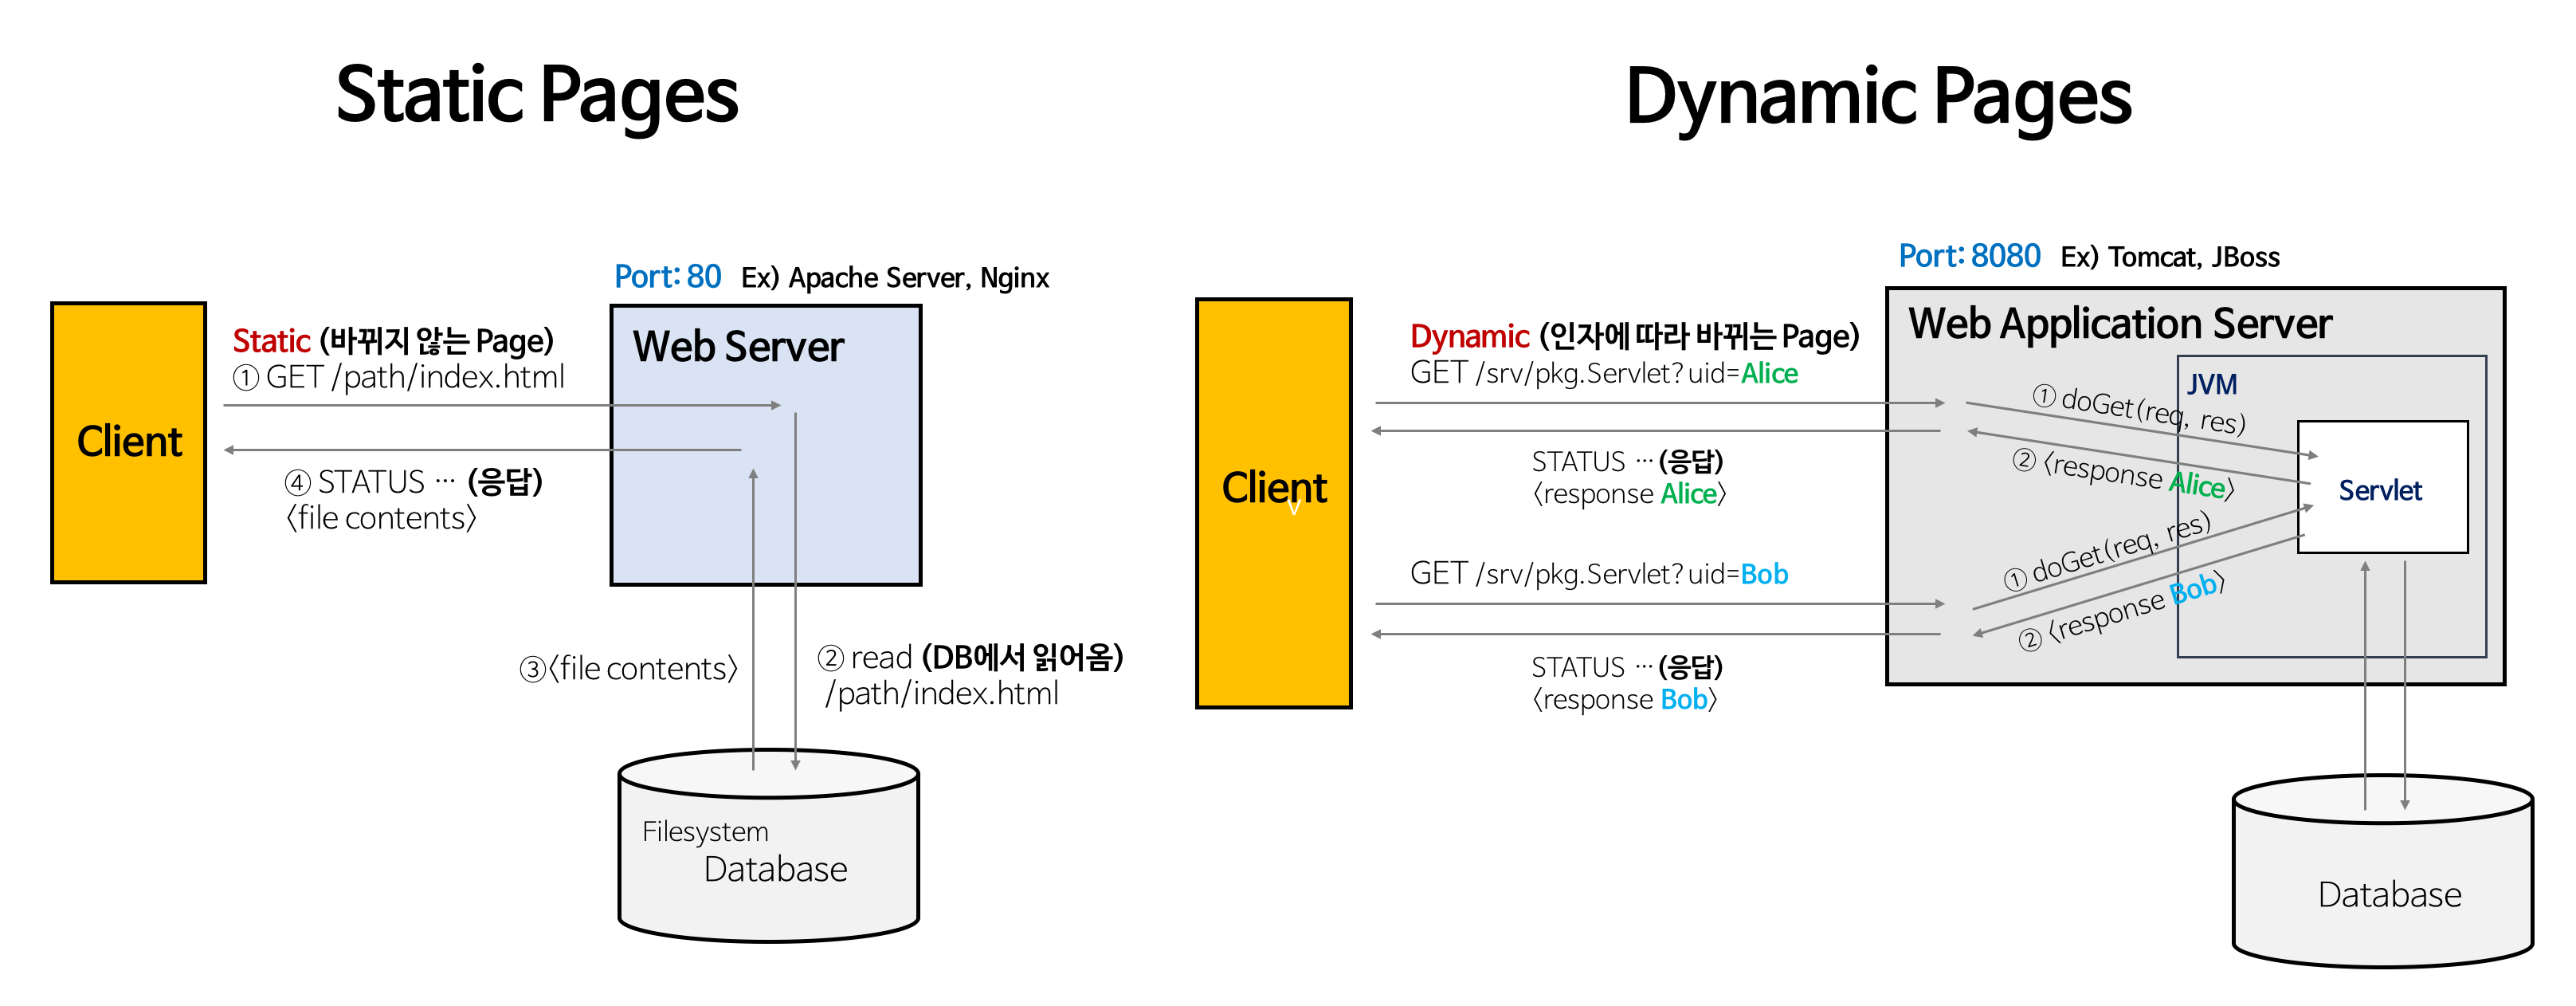 Static Pages
Port: 80 Ex) Apache Server, Nginx
Static (바뀌지 않는 Page)
① GET /path/index.html
Web Server
Client
④ STATUS … (응답)
〈file contents〉
③〈file contents〉
② read (DB에서 읽어옴)
/path/index.html
Filesystem
Database
Dynamic Pages
Port: 8080 Ex) Tomcat, JBoss
Web Application Server
Dynamic (인자에 따라 바뀌는 Page)
GET /srv/pkg.Servlet? uid=Alice
JVM
① doGet(req, res)
② 〈response Alice〉
STATUS … (응답)
〈response Alice〉
Client
v
Servlet
GET /srv/pkg.Servlet? uid=Bob
① doGet(req, res)
② 〈response Bob〉
STATUS … (응답)
〈response Bob〉
Database